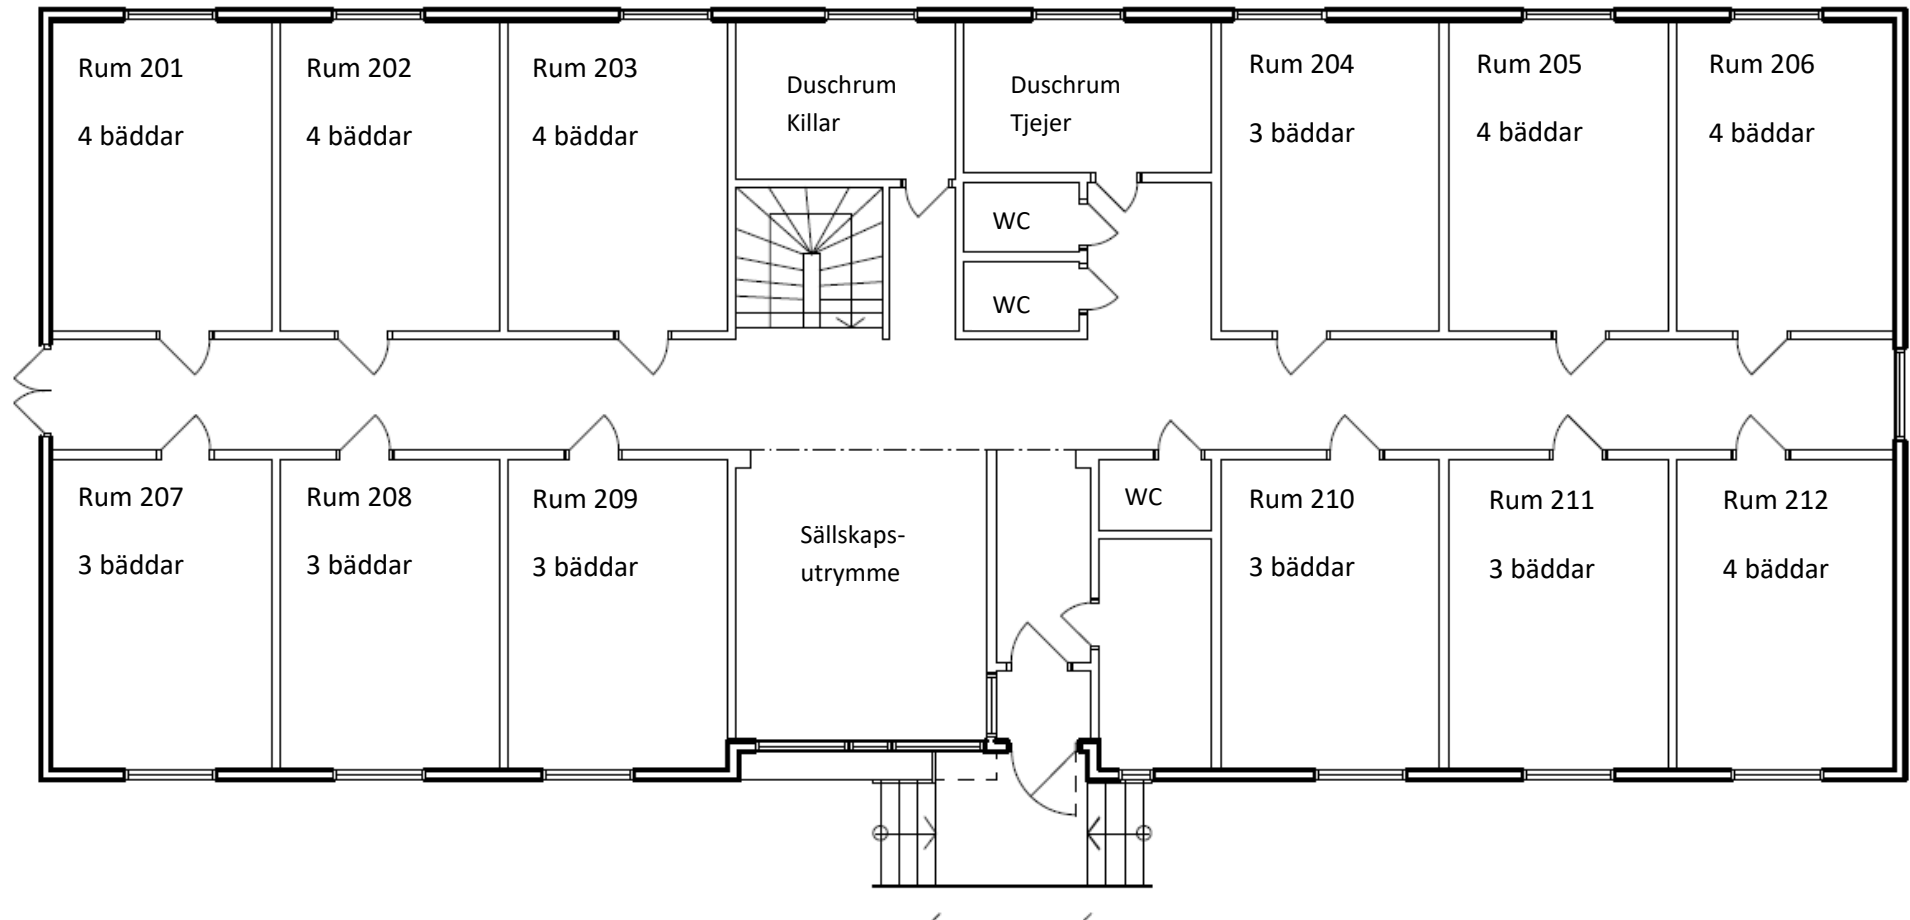 Rum 201
4 bäddar
Rum 202
4 bäddar
Rum 203
4 bäddar
Duschrum
Killar
Duschrum
Tjejer
Rum 204
3 bäddar
Rum 205
4 bäddar
Rum 206
4 bäddar
WC
WC
Rum 207
3 bäddar
Rum 208
3 bäddar
Rum 209
3 bäddar
Sällskaps-
utrymme
WC
Rum 210
3 bäddar
Rum 211
3 bäddar
Rum 212
4 bäddar